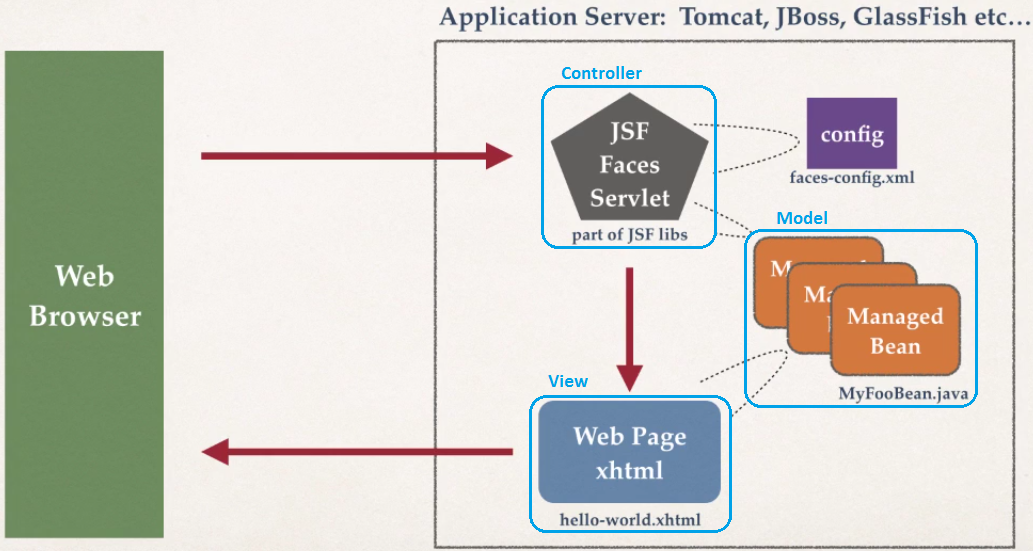 Application Server: Tomcat, JBoss, GlassFish etc...
Controller
JSF
Faces
Servlet
part of JSF libs
config
faces-config.xml
Model
M
Ma
Managed
Bean
MyFooBean.java
Web
Browser
View
Web Page
xhtml
hello-world.xhtml